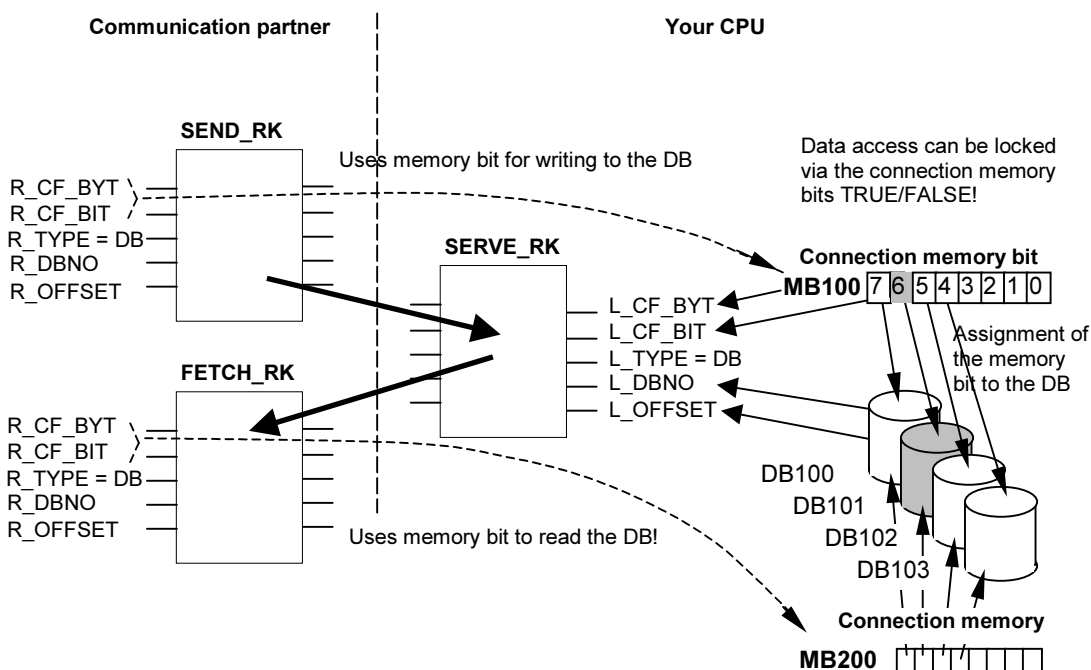 Communication partner
Your CPU
SEND_RK
Uses memory bit for writing to the DB
Data access can be locked
via the connection memory
bits TRUE/FALSE!
R_CF_BYT
R_CF_BIT
R_TYPE = DB
R_DBNO
R_OFFSET
SERVE_RK
Connection memory bit
MB100 7 6 5 4 3 2 1 0
L_CF_BYT
L_CF_BIT
L_TYPE = DB
L_DBNO
L_OFFSET
Assignment of
the memory
bit to the DB
FETCH_RK
R_CF_BYT
R_CF_BIT
R_TYPE = DB
R_DBNO
R_OFFSET
Uses memory bit to read the DB!
DB100
DB101
DB102
DB103
Connection memory
MB200